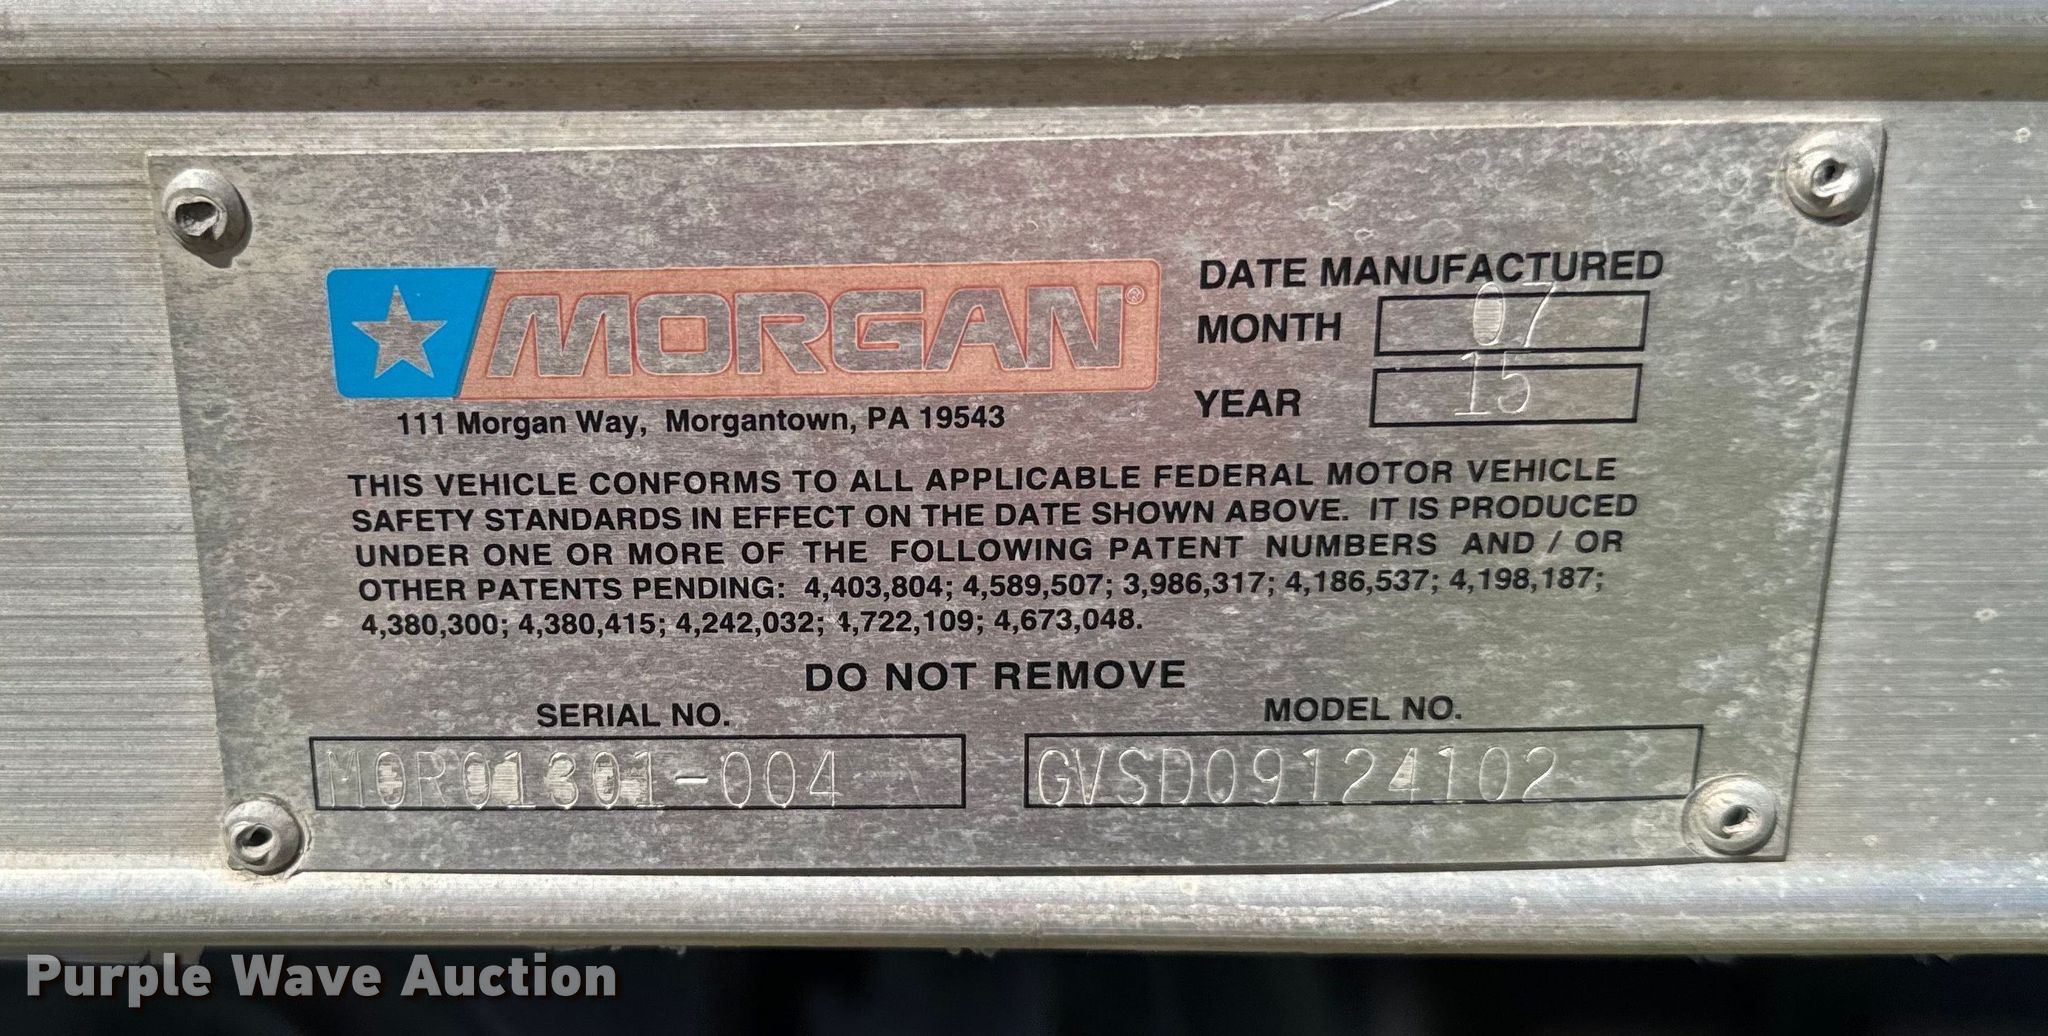 MORGAN®
111 Morgan Way, Morgantown, PA 19543
DATE MANUFACTURED
MONTH 07
YEAR 15
THIS VEHICLE CONFORMS TO ALL APPLICABLE FEDERAL MOTOR VEHICLE
SAFETY STANDARDS IN EFFECT ON THE DATE SHOWN ABOVE. IT IS PRODUCED
UNDER ONE OR MORE OF THE FOLLOWING PATENT NUMBERS AND / OR
OTHER PATENTS PENDING: 4,403,804; 4,589,507; 3,986,317; 4,186,537; 4,198,187;
4,380,300; 4,380,415; 4,242,032; 4,722,109; 4,673,048.
DO NOT REMOVE
SERIAL NO.
MOR01301-004
MODEL NO.
GVSD09124102
Purple Wave Auction